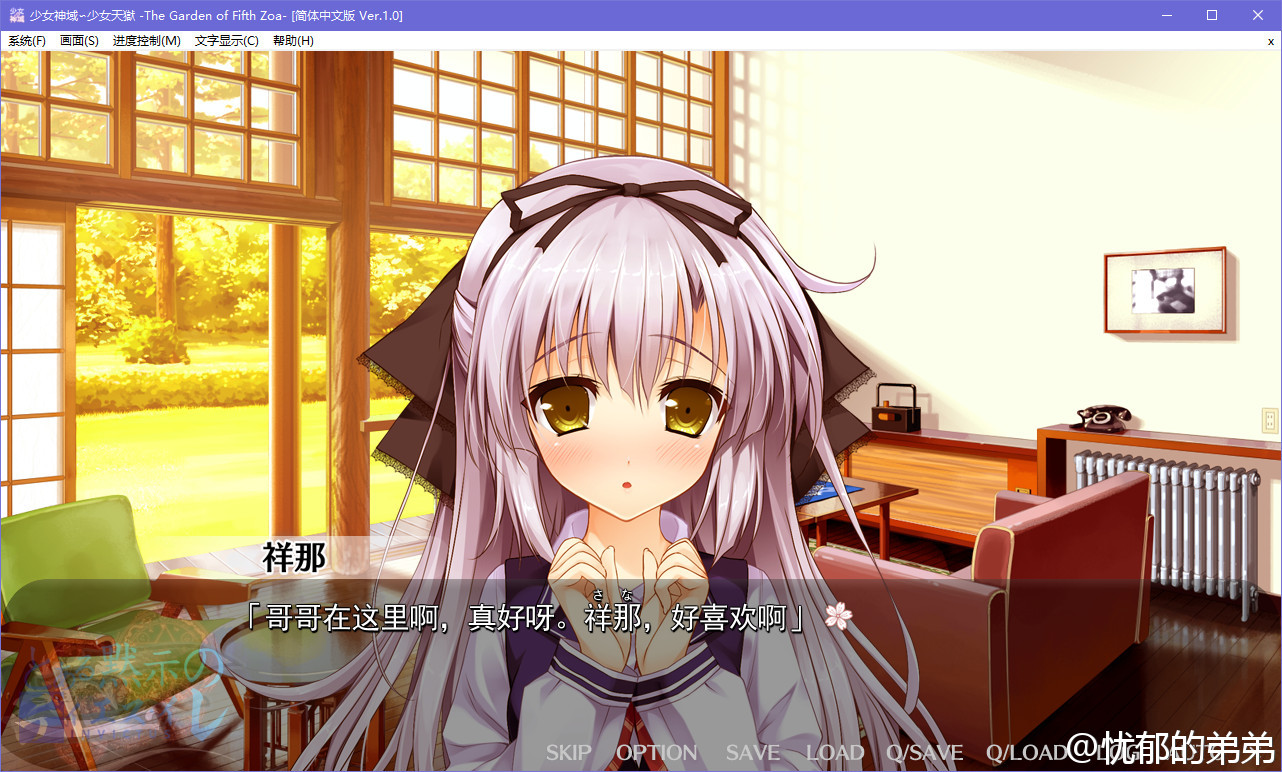 少女神域∽少女天獄 -The Garden of Fifth Zoa- [简体中文版 Ver.1.0]
系统(F) 画面(S) 进度控制(M) 文字显示(C) 帮助(H) x
祥那
さな
「哥哥在这里啊，真好呀。祥那，好喜欢啊」
SKIP OPTION SAVE LOAD Q/SAVE Q/LOAD LOG
@忧郁的弟弟